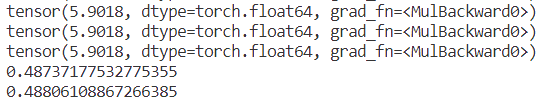 tensor(5.9018, dtype=torch.float64, grad_fn=<MulBackward0>)
tensor(5.9018, dtype=torch.float64, grad_fn=<MulBackward0>)
tensor(5.9018, dtype=torch.float64, grad_fn=<MulBackward0>)
0.48737177532775355
0.48806108867266385